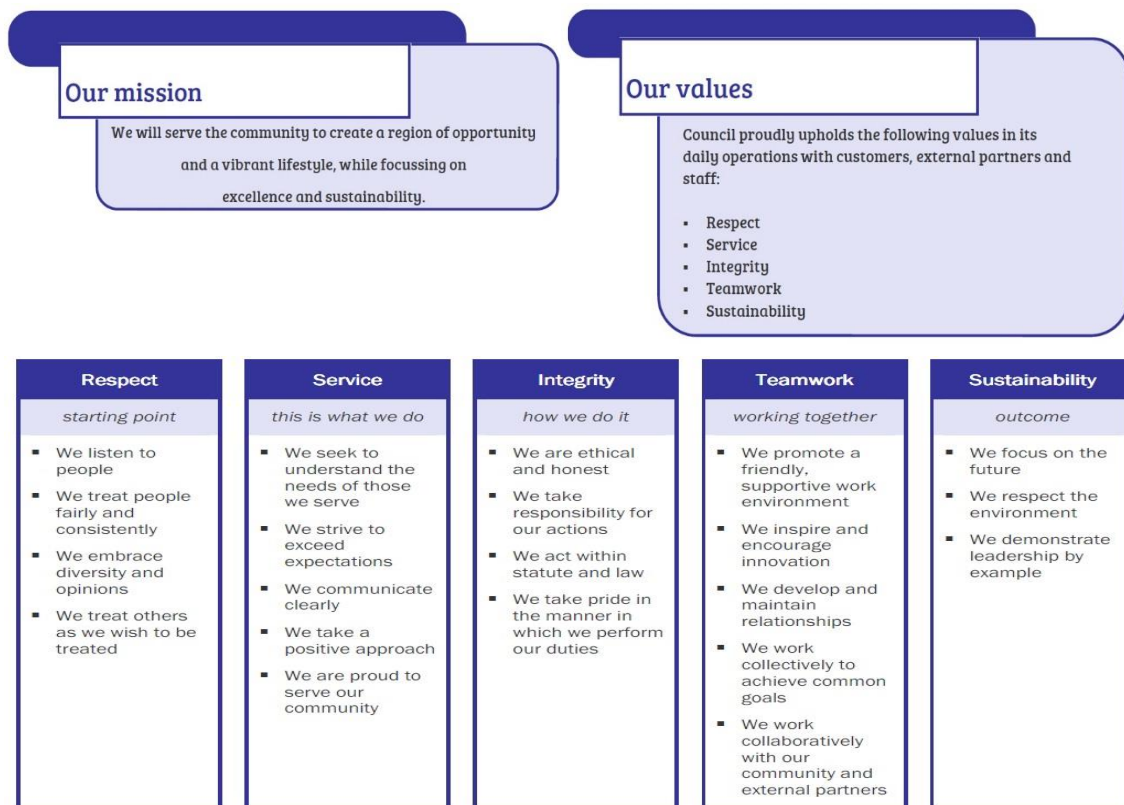 Our mission
We will serve the community to create a region of opportunity
and a vibrant lifestyle, while focussing on
excellence and sustainability.
Our values
Council proudly upholds the following values in its
daily operations with customers, external partners and
staff:
▪ Respect
▪ Service
▪ Integrity
▪ Teamwork
▪ Sustainability
Respect
starting point
▪ We listen to
people
▪ We treat people
fairly and
consistently
▪ We embrace
diversity and
opinions
▪ We treat others
as we wish to be
treated
Service
this is what we do
▪ We seek to
understand the
needs of those
we serve
▪ We strive to
exceed
expectations
▪ We communicate
clearly
▪ We take a
positive approach
▪ We are proud to
serve our
community
Integrity
how we do it
▪ We are ethical
and honest
▪ We take
responsibility for
our actions
▪ We act within
statute and law
▪ We take pride in
the manner in
which we perform
our duties
Teamwork
working together
▪ We promote a
friendly,
supportive work
environment
▪ We inspire and
encourage
innovation
▪ We develop and
maintain
relationships
▪ We work
collectively to
achieve common
goals
▪ We work
collaboratively
with our
community and
external partners
Sustainability
outcome
▪ We focus on the
future
▪ We respect the
environment
▪ We demonstrate
leadership by
example